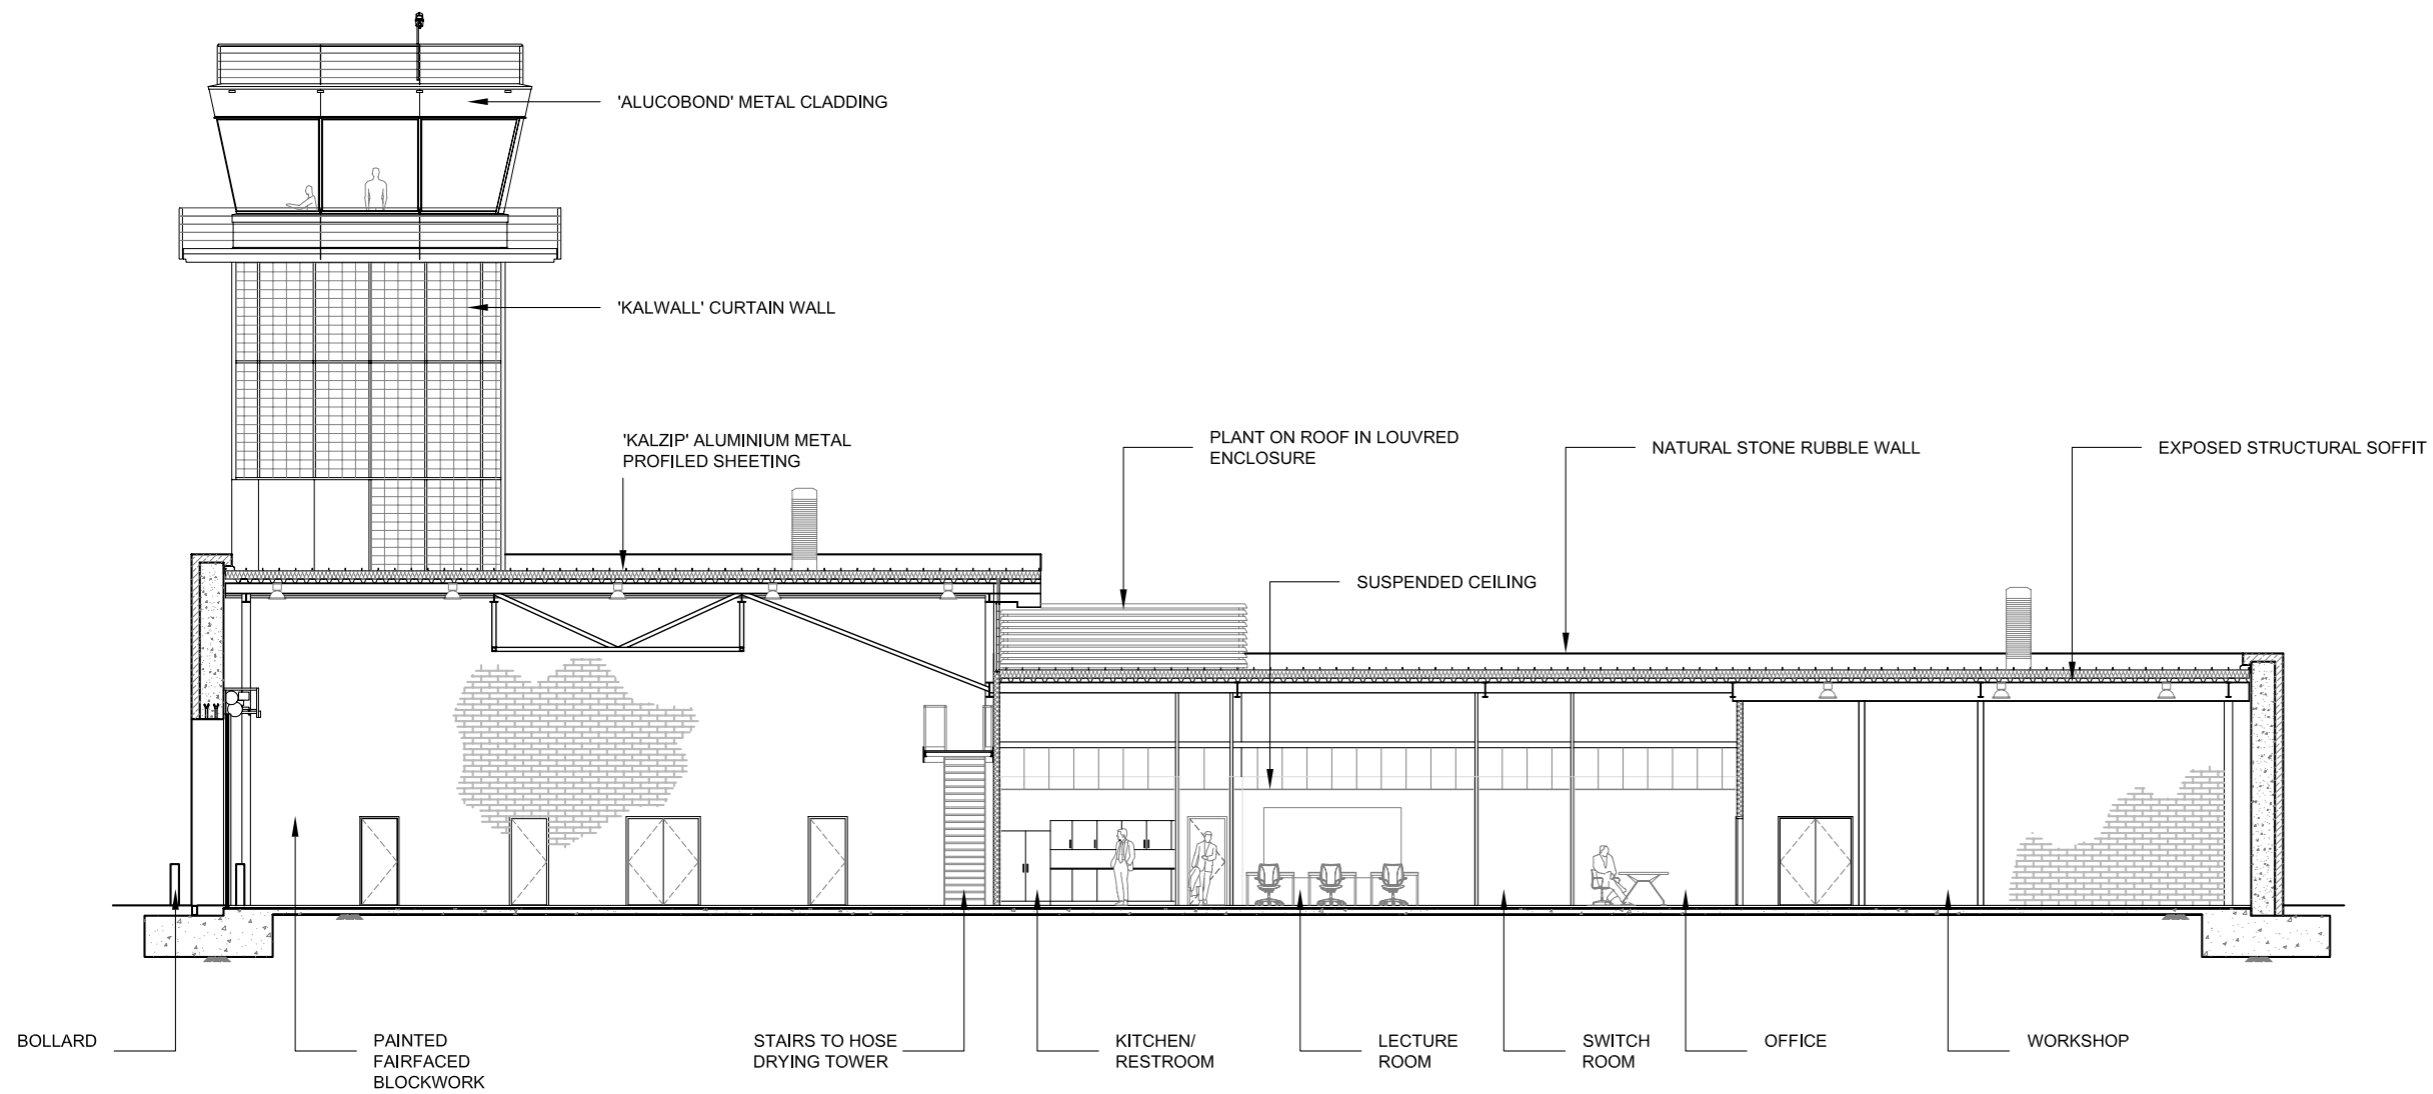 'ALUCOBOND' METAL CLADDING
'KALWALL' CURTAIN WALL
'KALZIP' ALUMINIUM METAL
PROFILED SHEETING
PLANT ON ROOF IN LOUVRED
ENCLOSURE
NATURAL STONE RUBBLE WALL
EXPOSED STRUCTURAL SOFFIT
SUSPENDED CEILING
BOLLARD
PAINTED
FAIRFACED
BLOCKWORK
STAIRS TO HOSE
DRYING TOWER
KITCHEN/
RESTROOM
LECTURE
ROOM
SWITCH
ROOM
OFFICE
WORKSHOP